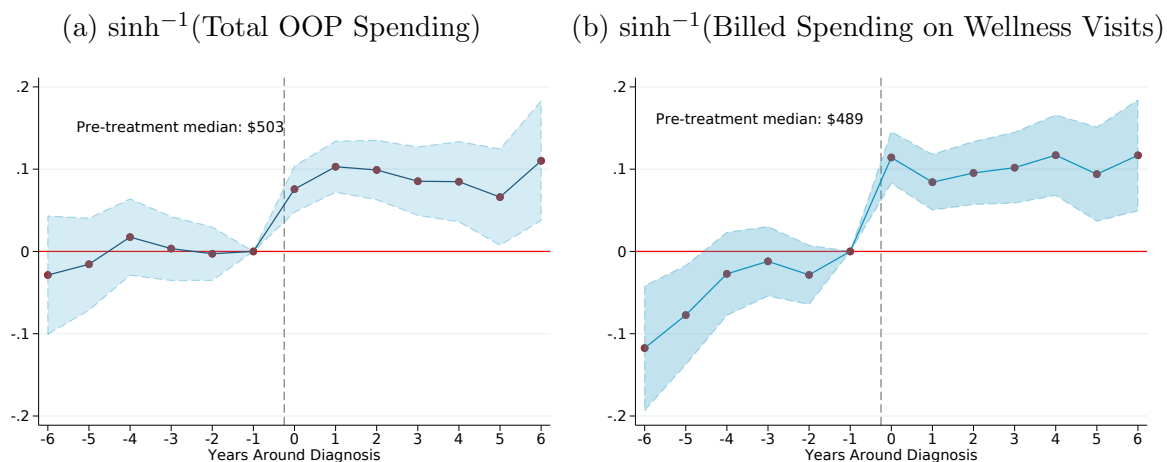 (a) sinh⁻¹(Total OOP Spending)
.2
.1
0
-.1
-.2
Pre-treatment median: $503
-6 -5 -4 -3 -2 -1 0 1 2 3 4 5 6
Years Around Diagnosis
(b) sinh⁻¹(Billed Spending on Wellness Visits)
.2
.1
0
-.1
-.2
Pre-treatment median: $489
-6 -5 -4 -3 -2 -1 0 1 2 3 4 5 6
Years Around Diagnosis